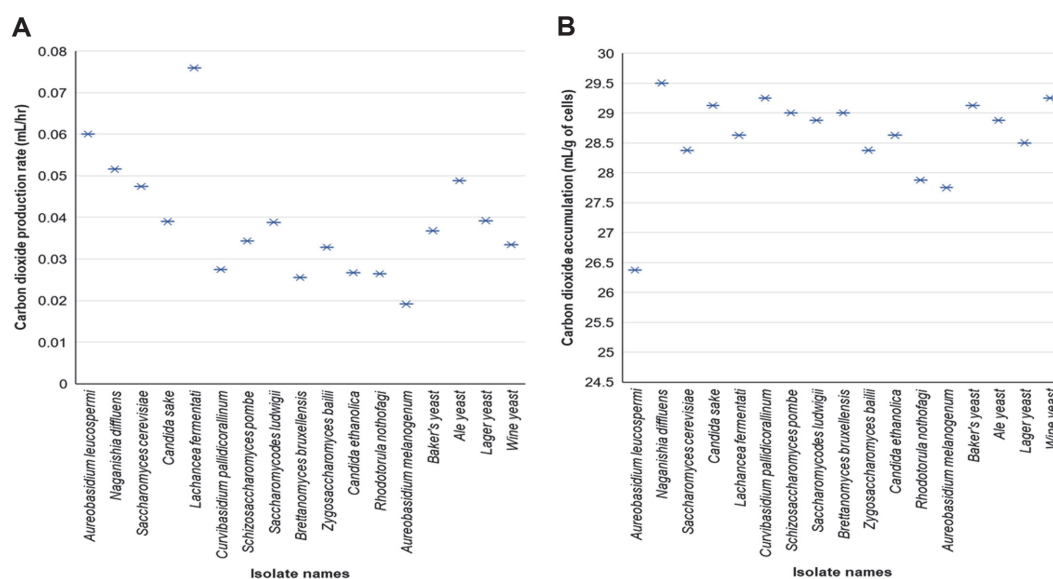 A
Carbon dioxide production rate (mL/hr)
0.08
0.07
0.06
0.05
0.04
0.03
0.02
0.01
0
Aureobasidium leucospermi
Naganishia diffluens
Saccharomyces cerevisiae
Candida sake
Lachancea fermentati
Curvibasidium pallidicorallinum
Schizosaccharomyces pombe
Saccharomycodes ludwigii
Brettanomyces bruxellensis
Zygosaccharomyces bailii
Candida ethanolica
Rhodotorula nothofagi
Aureobasidium melanogenum
Baker's yeast
Ale yeast
Lager yeast
Wine yeast
Isolate names
B
Carbon dioxide accumulation (mL/g of cells)
30
29.5
29
28.5
28
27.5
27
26.5
26
25.5
25
24.5
Aureobasidium leucospermi
Naganishia diffluens
Saccharomyces cerevisiae
Candida sake
Lachancea fermentati
Curvibasidium pallidicorallinum
Schizosaccharomyces pombe
Saccharomycodes ludwigii
Brettanomyces bruxellensis
Zygosaccharomyces bailii
Candida ethanolica
Rhodotorula nothofagi
Aureobasidium melanogenum
Baker's yeast
Ale yeast
Lager yeast
Wine yeast
Isolate names